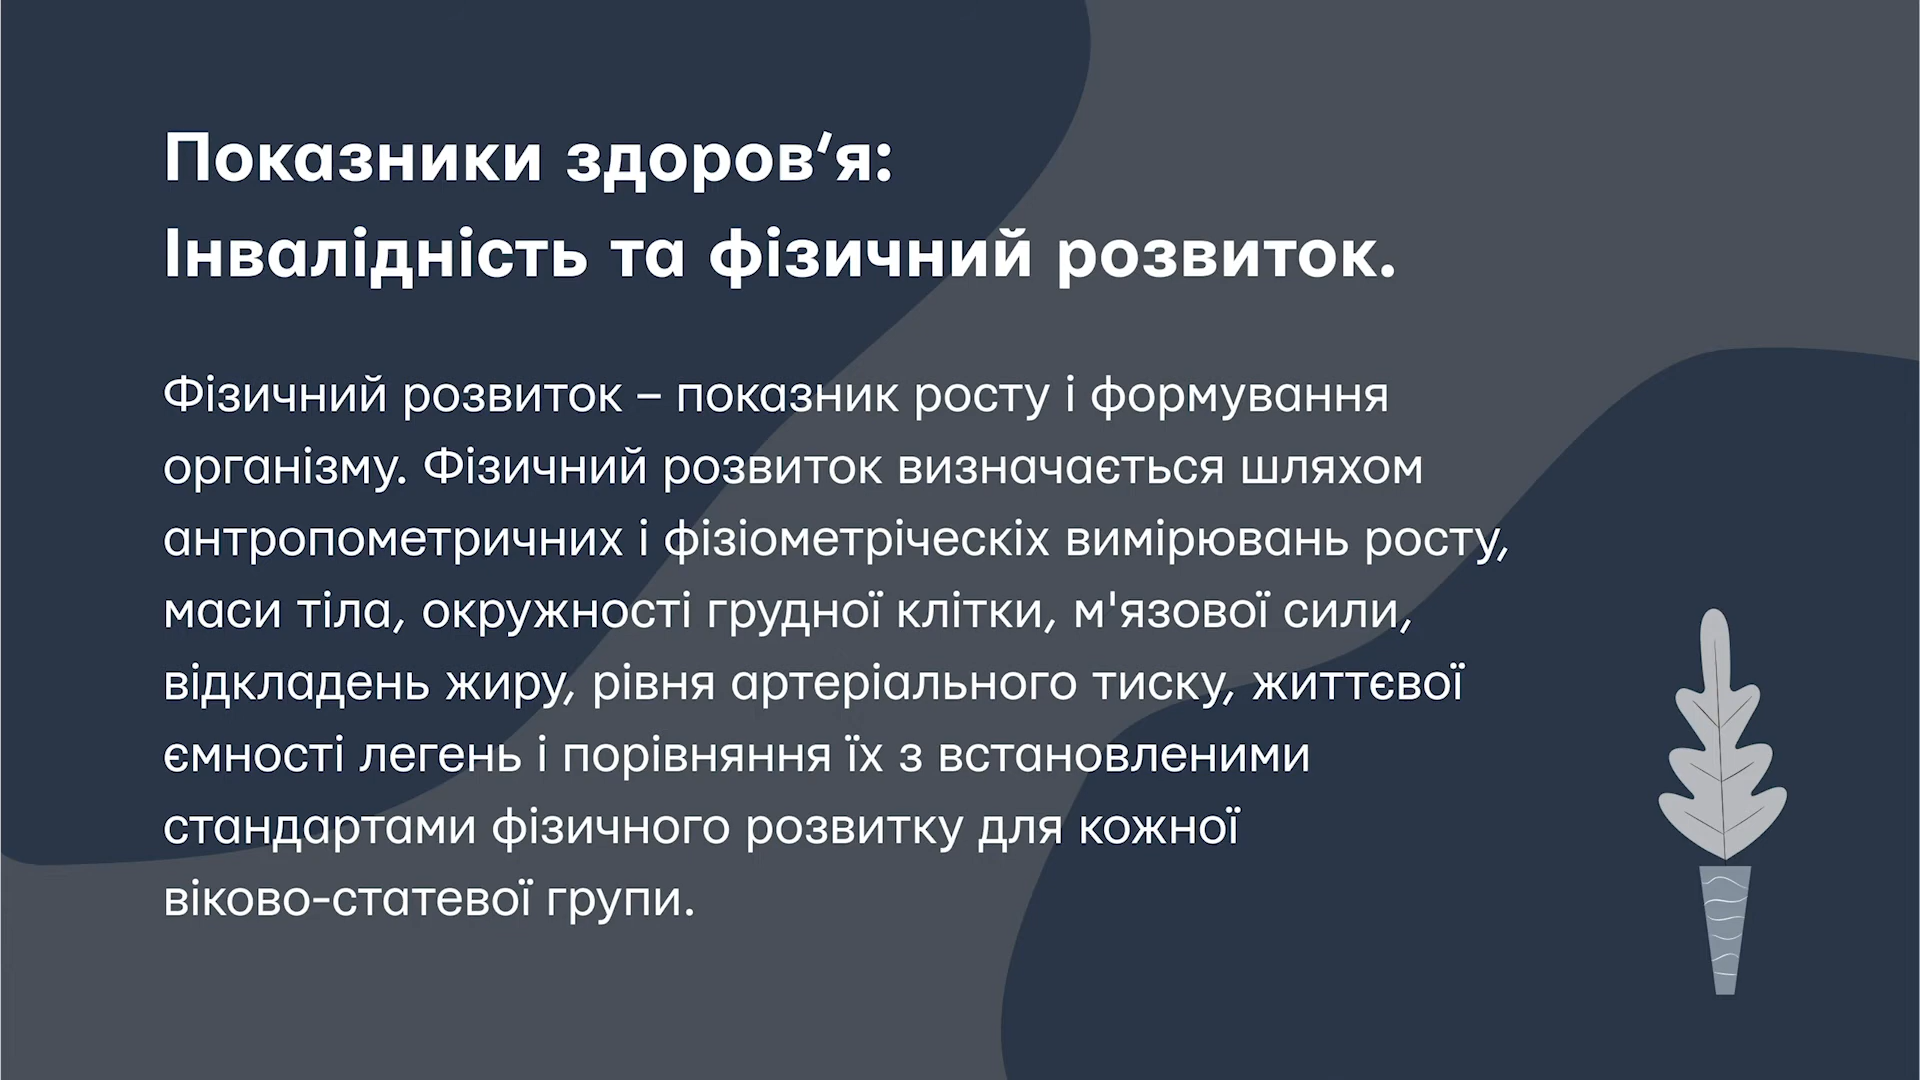 Показники здоров’я:
Інвалідність та фізичний розвиток.
Фізичний розвиток – показник росту і формування
організму. Фізичний розвиток визначається шляхом
антропометричних і фізіометріческіх вимірювань росту,
маси тіла, окружності грудної клітки, м'язової сили,
відкладень жиру, рівня артеріального тиску, життєвої
ємності легень і порівняння їх з встановленими
стандартами фізичного розвитку для кожної
віково-статевої групи.